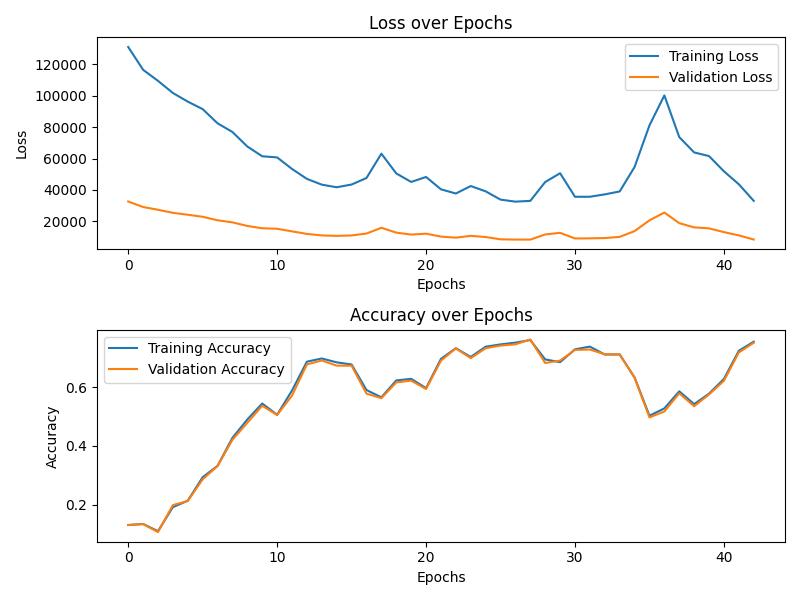 Loss over Epochs
Training Loss
Validation Loss
120000
100000
80000
60000
40000
20000
Loss
0 10 20 30 40
Epochs
Accuracy over Epochs
Training Accuracy
Validation Accuracy
0.6
0.4
0.2
Accuracy
0 10 20 30 40
Epochs